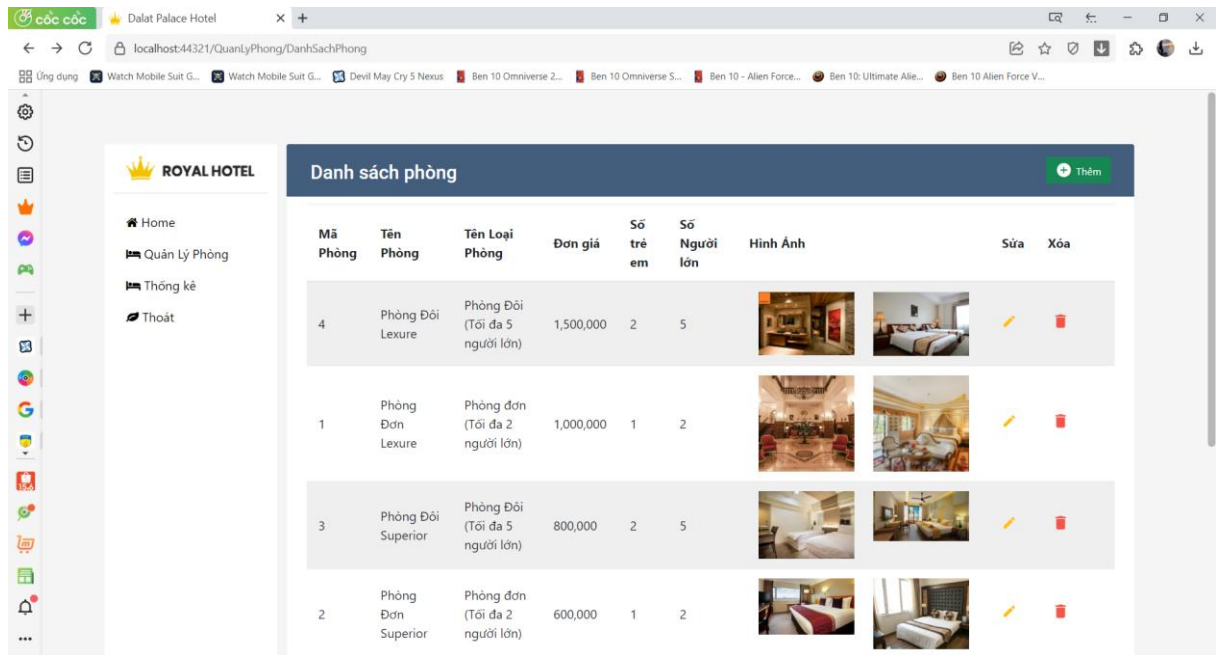 cốc cốc
Dalat Palace Hotel
localhost:44321/QuanLyPhong/DanhSachPhong
Ứng dụng
Watch Mobile Suit G...
Watch Mobile Suit G...
Devil May Cry 5 Nexus
Ben 10 Omniverse 2...
Ben 10 Omniverse S...
Ben 10 - Alien Force...
Ben 10: Ultimate Alie...
Ben 10 Alien Force V...
ROYAL HOTEL
Home
Quản Lý Phòng
Thống kê
Thoát
Danh sách phòng
Thêm
Mã Phòng
Tên Phòng
Tên Loại Phòng
Đơn giá
Số trẻ em
Số Người lớn
Hình Ảnh
Sửa
Xóa
4
Phòng Đôi
Lexure
Phòng Đôi
(Tối đa 5
người lớn)
1,500,000
2
5
1
Phòng
Đơn
Lexure
Phòng đơn
(Tối đa 2
người lớn)
1,000,000
1
2
3
Phòng Đôi
Superior
Phòng Đôi
(Tối đa 5
người lớn)
800,000
2
5
2
Phòng
Đơn
Superior
Phòng đơn
(Tối đa 2
người lớn)
600,000
1
2
15.6